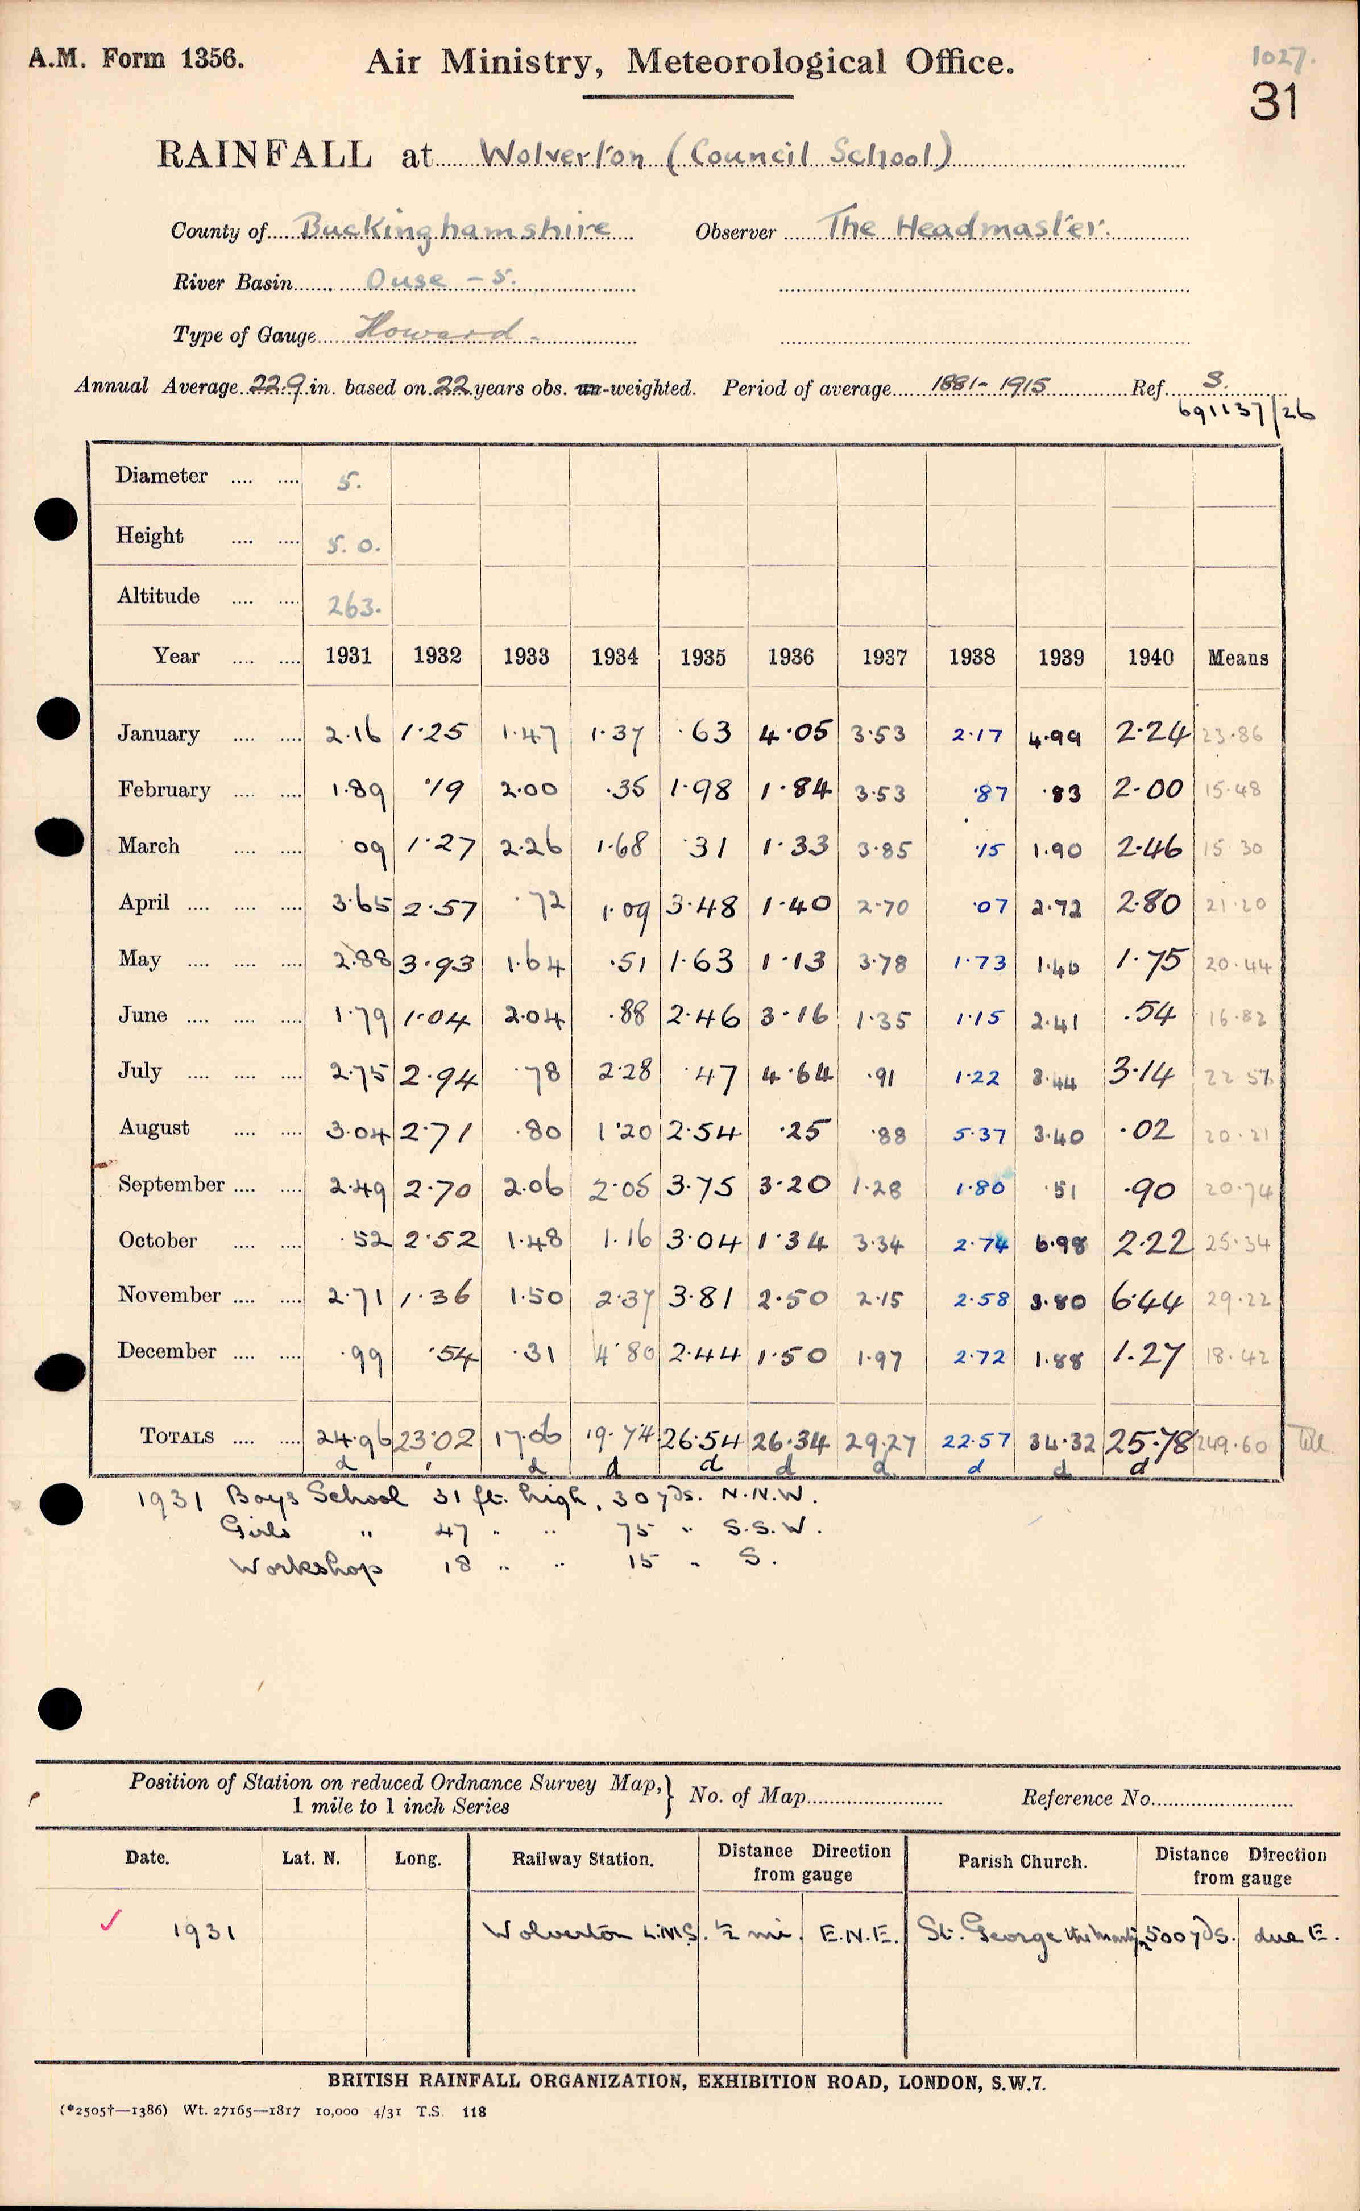 A.M. Form 1356. Air Ministry, Meteorological Office. 1027.
31
RAINFALL at Wolverton (Council School)
County of Buckinghamshire Observer The Headmaster.
River Basin Ouse - 5.
Type of Gauge Howard.
Annual Average 22.9 in. based on 22 years obs. un-weighted. Period of average 1881-1915 Ref. S.
691137/26
Diameter .... .... 5.
Height .... .... 5. 0.
Altitude .... .... 263.
Year .... .... 1931 1932 1933 1934 1935 1936 1937 1938 1939 1940 Means
January .... .... 2.16 1.25 1.47 1.37 .63 4.05 3.53 2.17 4.99 2.24 23.86
February .... .... 1.89 .19 2.00 .35 1.98 1.84 3.53 .87 .83 2.00 15.48
March .... .... 09 1.27 2.26 1.68 .31 1.33 3.85 .15 1.90 2.46 15 30
April .... .... .... 3.65 2.57 .72 1.09 3.48 1.40 2.70 .07 2.72 2.80 21.20
May .... .... .... 2.88 3.93 1.64 .51 1.63 1.13 3.78 1.73 1.46 1.75 20.44
June .... .... .... 1.79 1.04 2.04 .88 2.46 3.16 1.35 1.15 2.41 .54 16.82
July .... .... .... 2.75 2.94 .78 2.28 .47 4.64 .91 1.22 3.44 3.14 22 57
August .... .... 3.04 2.71 .80 1.20 2.54 .25 .88 5.37 3.40 .02 20.21
September .... .... 2.49 2.70 2.06 2.05 3.75 3.20 1.28 1.80 .51 .90 20.74
October .... .... .52 2.52 1.48 1.16 3.04 1.34 3.34 2.74 6.98 2.22 25.34
November .... .... 2.71 1.36 1.50 2.37 3.81 2.50 2.15 2.58 3.80 6.44 29.22
December .... .... .99 .54 .31 4.80 2.44 1.50 1.97 2.72 1.88 1.27 18.42
TOTALS .... .... 24.96 23.02 17.06 19.74 26.54 26.34 29.27 22.57 34.32 25.78 249.60
d d d d d d d d d
1931 Boys School 31 ft. high, 30 yds. N.N.W.
Girls " 47 " " 75 " S.S.W.
Workshop 18 " " 15 " S.
Position of Station on reduced Ordnance Survey Map,} No. of Map Reference No.
1 mile to 1 inch Series
Date. Lat. N. Long. Railway Station. Distance Direction from gauge Parish Church. Distance Direction from gauge
✓ 1931 Wolverton L.M.S. ½ mi. E.N.E. St. George the Martyr 500 yds. due E.
BRITISH RAINFALL ORGANIZATION, EXHIBITION ROAD, LONDON, S.W.7.
(*2505†—1386) Wt. 27165—1817 10,000 4/31 T.S. 118